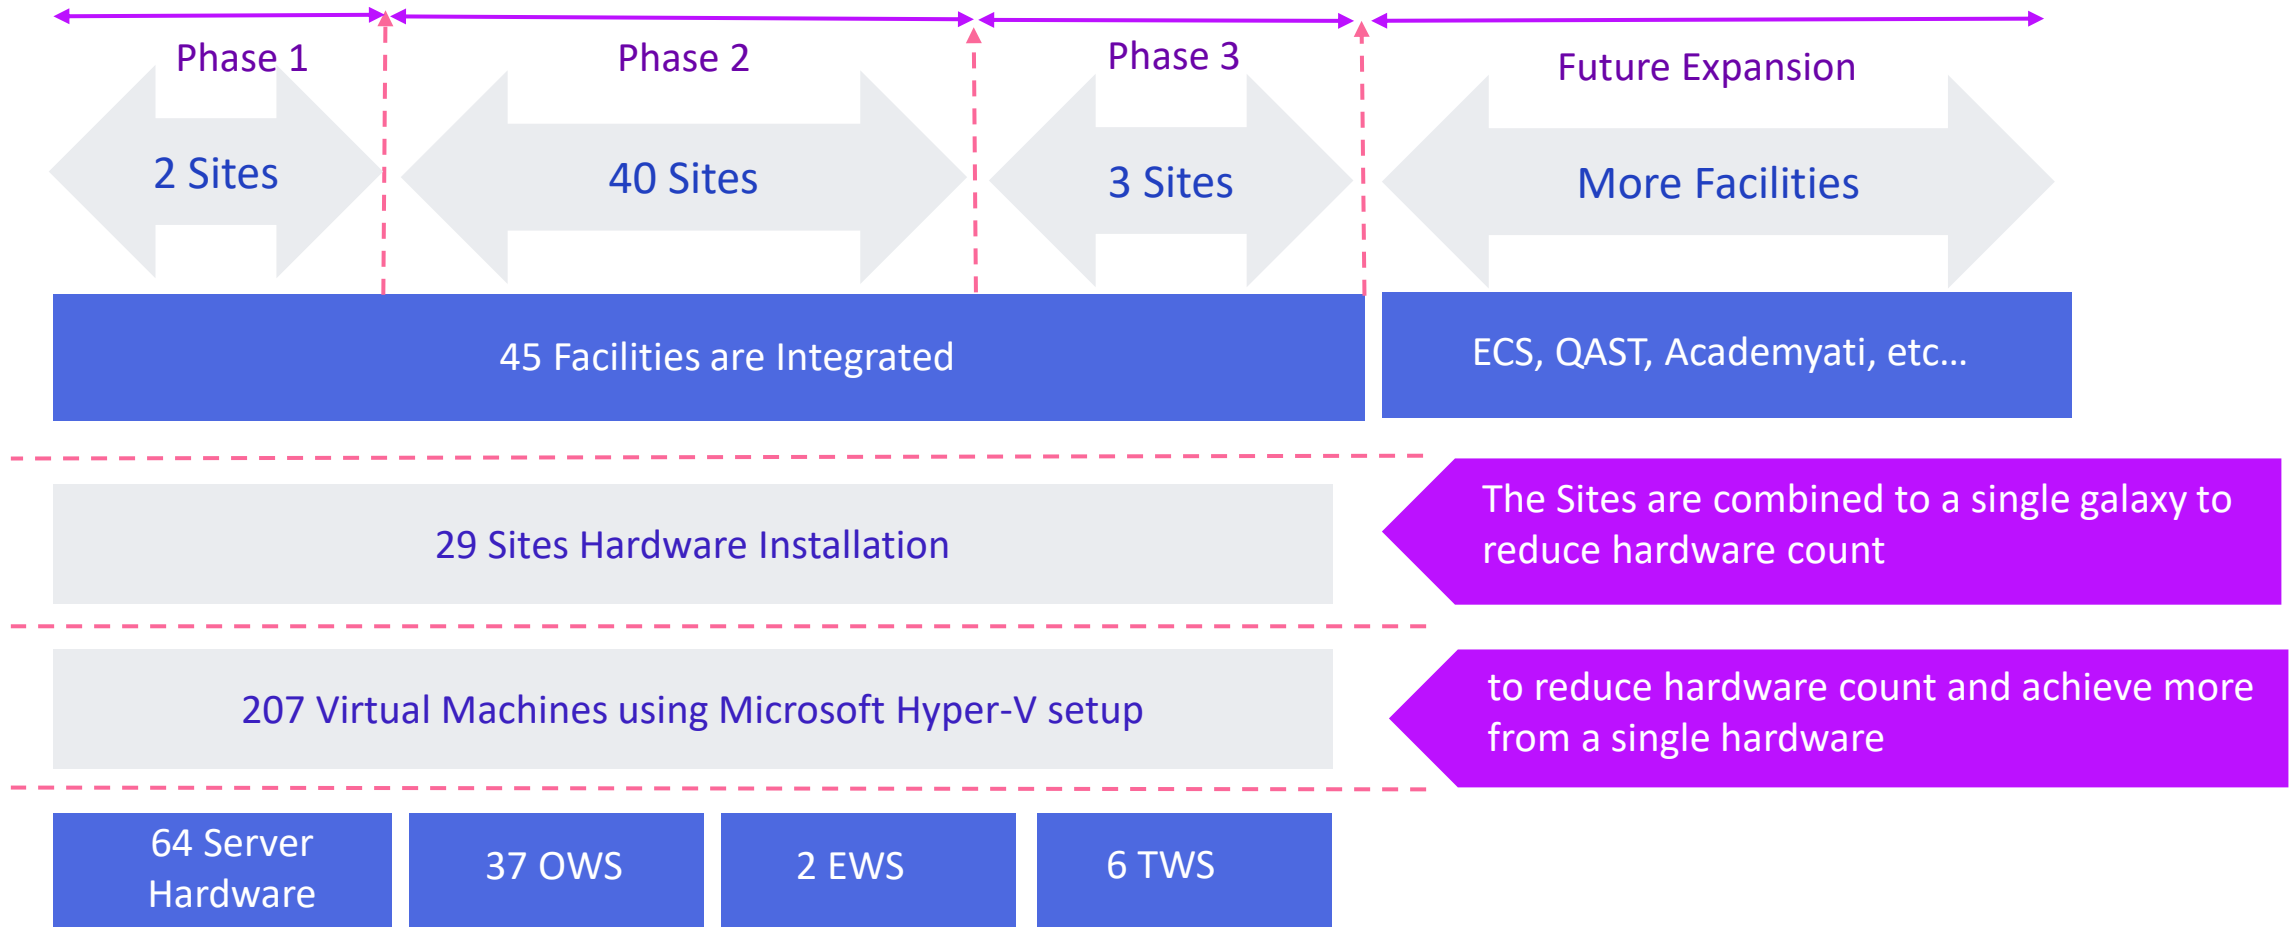 Phase 1
Phase 2
Phase 3
Future Expansion
2 Sites
40 Sites
3 Sites
More Facilities
45 Facilities are Integrated
ECS, QAST, Academyati, etc...
29 Sites Hardware Installation
The Sites are combined to a single galaxy to
reduce hardware count
207 Virtual Machines using Microsoft Hyper-V setup
to reduce hardware count and achieve more
from a single hardware
64 Server
Hardware
37 OWS
2 EWS
6 TWS